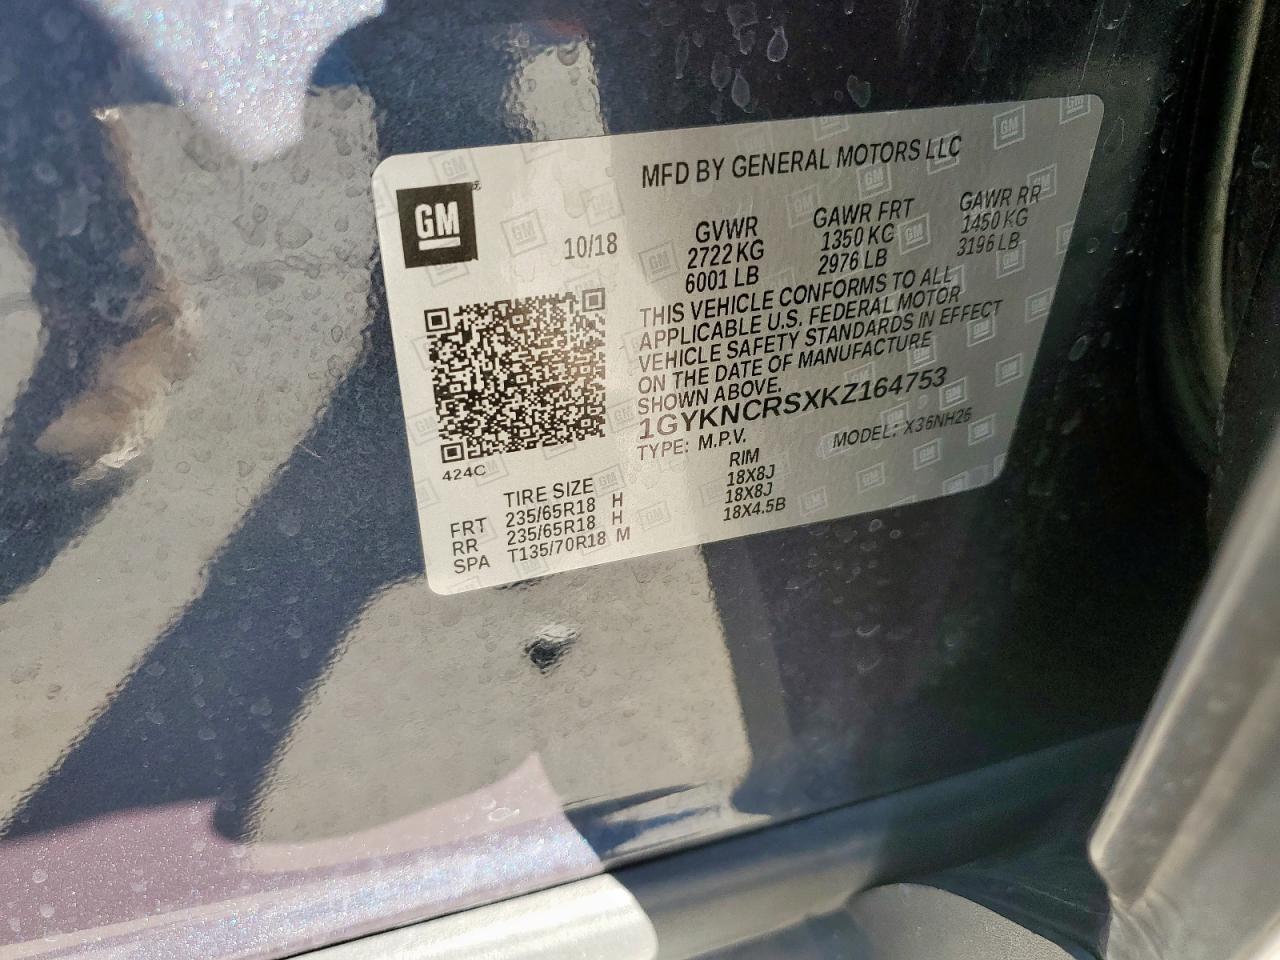 MFD BY GENERAL MOTORS LLC
GM
10/18
GVWR GAWR FRT GAWR RR
2722 KG 1350 KG 1450 KG
6001 LB 2976 LB 3196 LB
THIS VEHICLE CONFORMS TO ALL
APPLICABLE U.S. FEDERAL MOTOR
VEHICLE SAFETY STANDARDS IN EFFECT
ON THE DATE OF MANUFACTURE
SHOWN ABOVE.
1GYKNCRSXKZ164753
TYPE: M.P.V. MODEL: X36NH26
424C
TIRE SIZE RIM
FRT 235/65R18 H 18X8J
RR 235/65R18 H 18X8J
SPA T135/70R18 M 18X4.5B